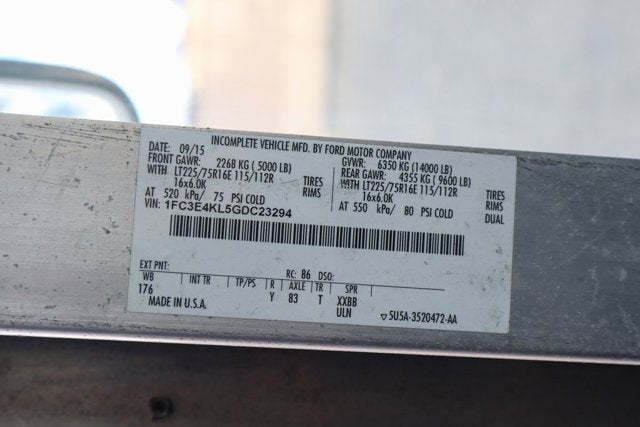 INCOMPLETE VEHICLE MFD. BY FORD MOTOR COMPANY
DATE: 09/15 GVWR: 6350 KG (14000 LB)
FRONT GAWR: 2268 KG (5000 LB) REAR GAWR: 4355 KG (9600 LB)
WITH LT225/75R16E 115/112R TIRES WITH LT225/75R16E 115/112R TIRES
16x6.0K RIMS 16x6.0K RIMS
AT 520 kPa/ 75 PSI COLD AT 550 kPa/ 80 PSI COLD DUAL
VIN: 1FC3E4KL5GDC23294
EXT PNT: RC: 86 DSO:
WB INT TR TP/PS R AXLE TR SPR
176 Y 83 T XXBB
MADE IN U.S.A. ULN ▽5U5A-3520472-AA